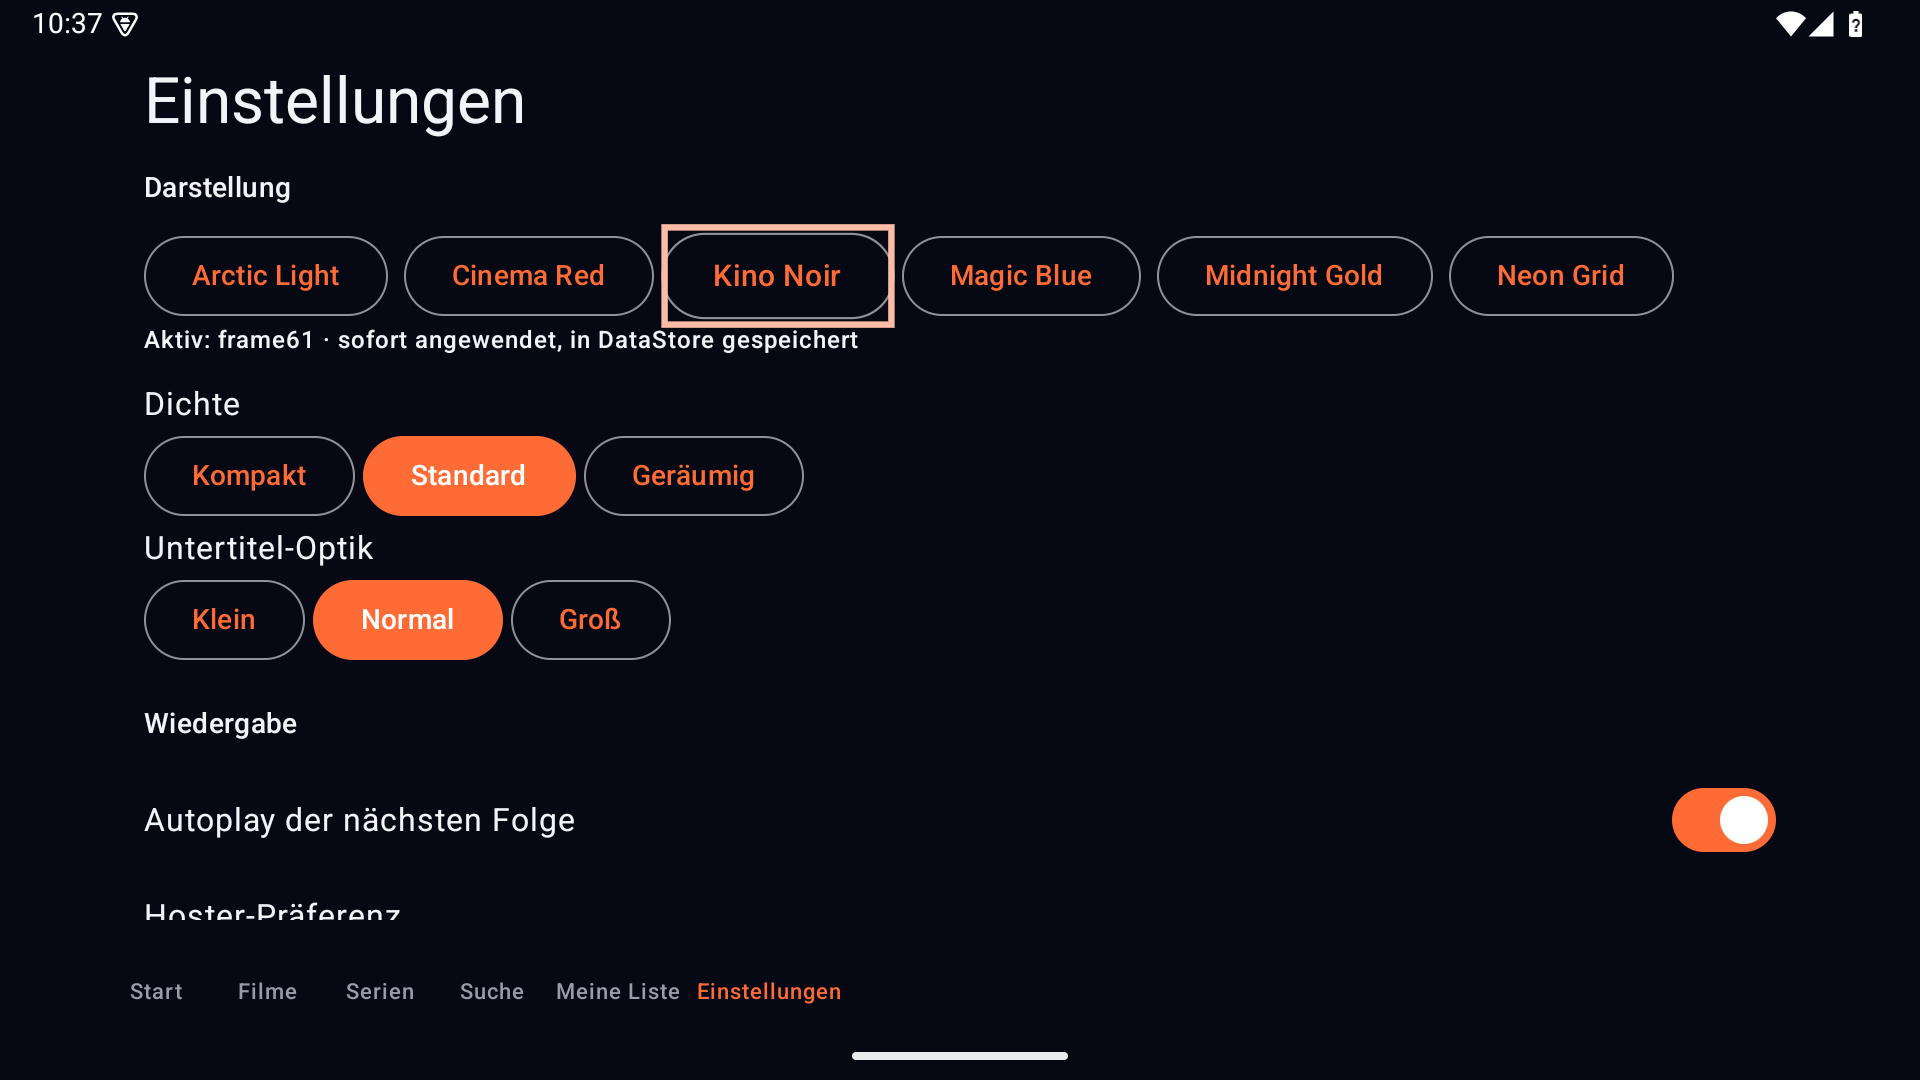 10:37
Einstellungen
Darstellung
Arctic Light Cinema Red Kino Noir Magic Blue Midnight Gold Neon Grid
Aktiv: frame61 · sofort angewendet, in DataStore gespeichert
Dichte
Kompakt Standard Geräumig
Untertitel-Optik
Klein Normal Groß
Wiedergabe
Autoplay der nächsten Folge
Hoster-Präferenz
Start Filme Serien Suche Meine Liste Einstellungen